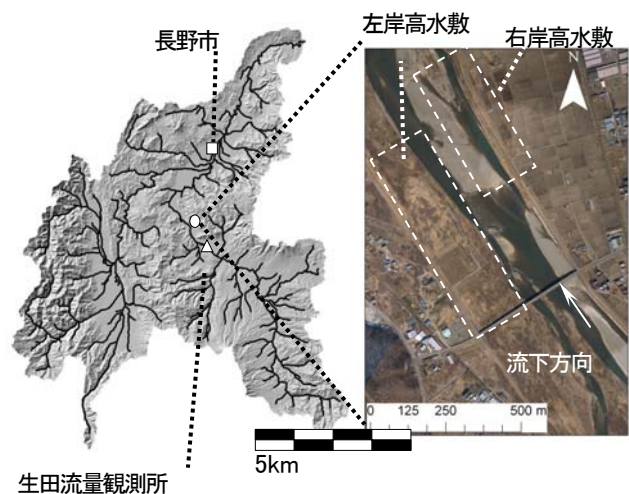 長野市
左岸高水敷
右岸高水敷
N
流下方向
0 125 250 500 m
5km
生田流量観測所